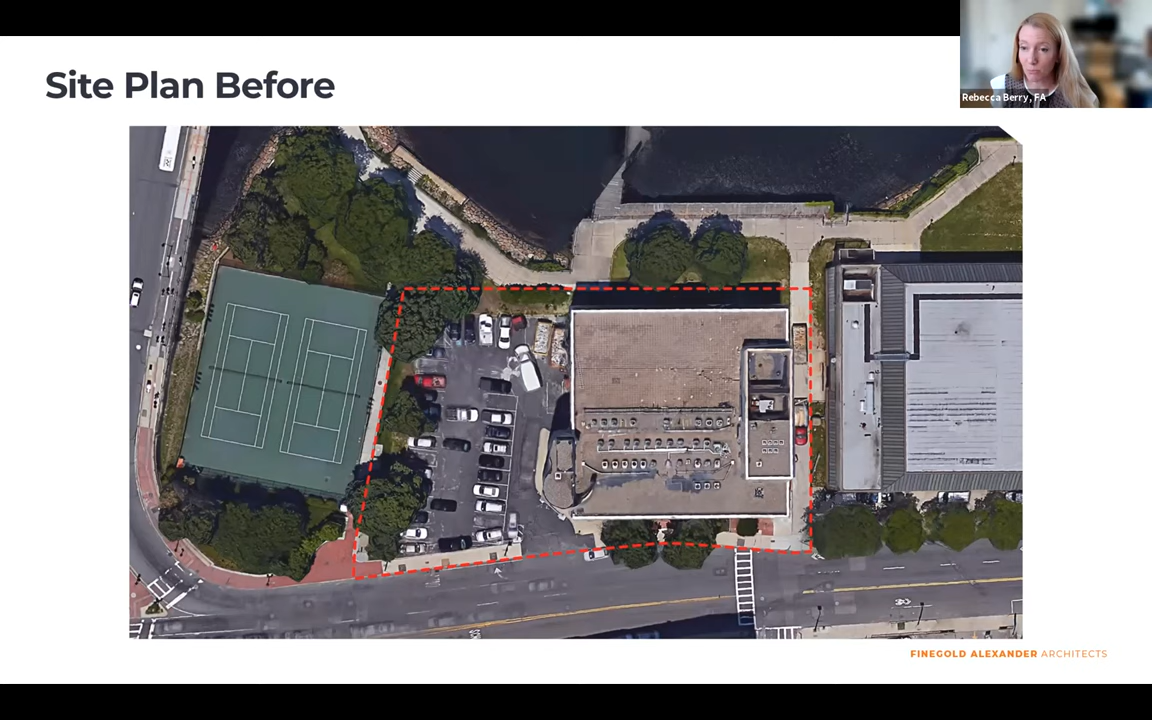 Site Plan Before
Rebecca Berry, FA
FINEGOLD ALEXANDER ARCHITECTS